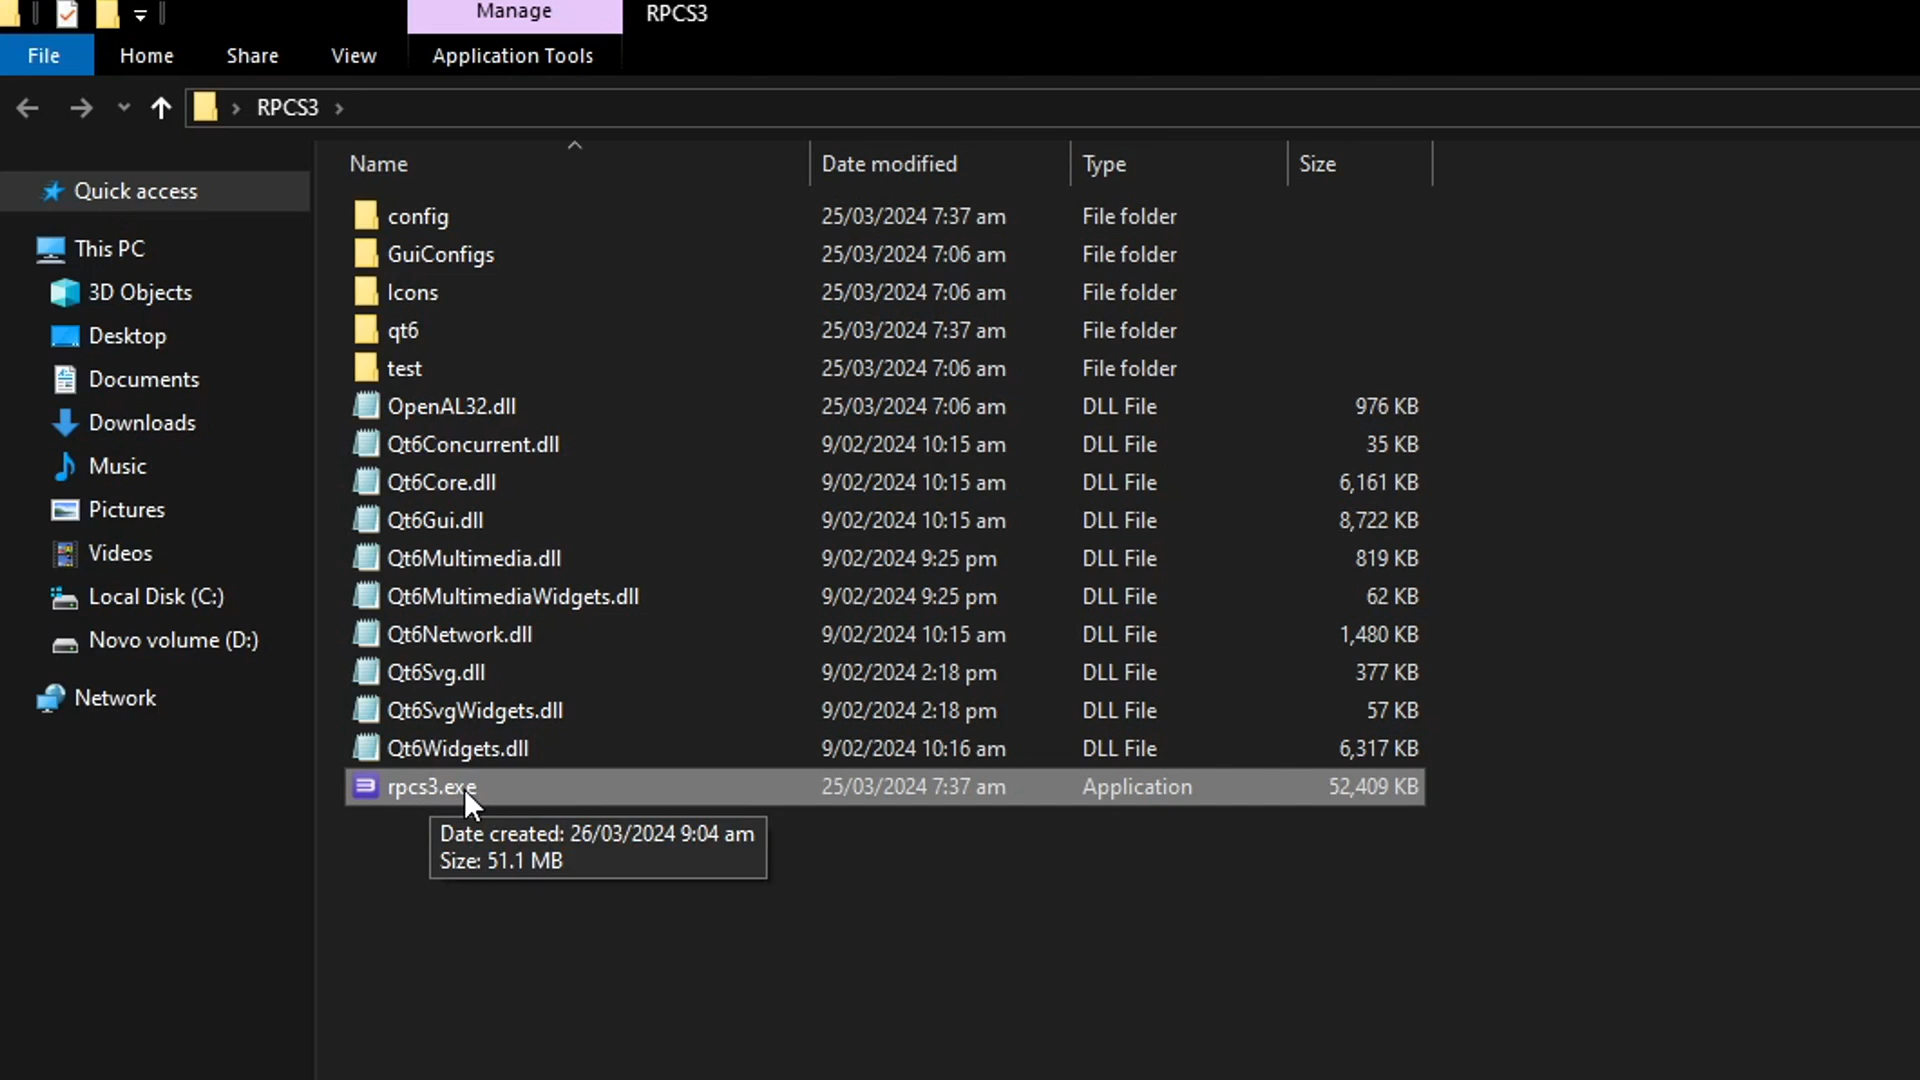 Manage RPCS3
File Home Share View Application Tools
RPCS3
Name Date modified Type Size
Quick access
This PC
3D Objects
Desktop
Documents
Downloads
Music
Pictures
Videos
Local Disk (C:)
Novo volume (D:)
Network
config 25/03/2024 7:37 am File folder
GuiConfigs 25/03/2024 7:06 am File folder
Icons 25/03/2024 7:06 am File folder
qt6 25/03/2024 7:37 am File folder
test 25/03/2024 7:06 am File folder
OpenAL32.dll 25/03/2024 7:06 am DLL File 976 KB
Qt6Concurrent.dll 9/02/2024 10:15 am DLL File 35 KB
Qt6Core.dll 9/02/2024 10:15 am DLL File 6,161 KB
Qt6Gui.dll 9/02/2024 10:15 am DLL File 8,722 KB
Qt6Multimedia.dll 9/02/2024 9:25 pm DLL File 819 KB
Qt6MultimediaWidgets.dll 9/02/2024 9:25 pm DLL File 62 KB
Qt6Network.dll 9/02/2024 10:15 am DLL File 1,480 KB
Qt6Svg.dll 9/02/2024 2:18 pm DLL File 377 KB
Qt6SvgWidgets.dll 9/02/2024 2:18 pm DLL File 57 KB
Qt6Widgets.dll 9/02/2024 10:16 am DLL File 6,317 KB
rpcs3.exe 25/03/2024 7:37 am Application 52,409 KB
Date created: 26/03/2024 9:04 am
Size: 51.1 MB